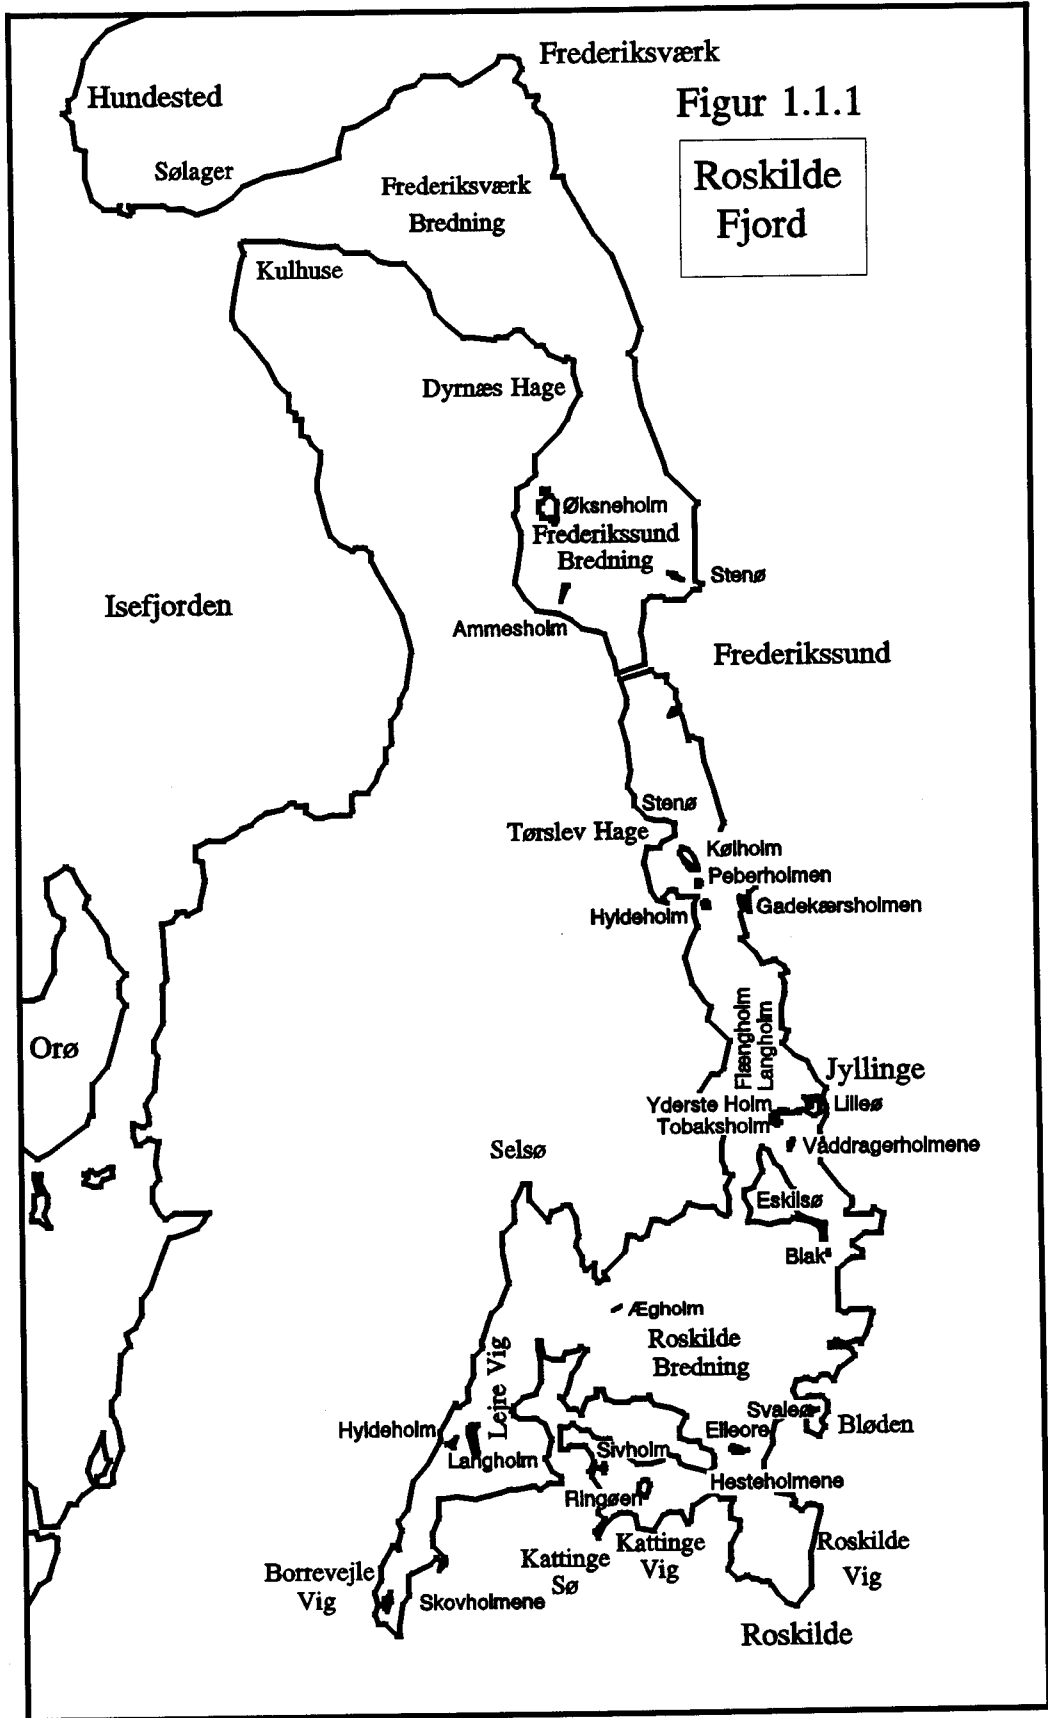 Frederiksværk
Hundested
Figur 1.1.1
Sølager
Roskilde
Fjord
Frederiksværk
Bredning
Kulhuse
Dyrnæs Hage
Øksneholm
Frederikssund
Bredning
Stenø
Isefjorden
Ammesholm
Frederikssund
Stenø
Tørslev Hage
Kølholm
Peberholmen
Hyldeholm
Gadekærsholmen
Flængholm
Langholm
Orø
Jyllinge
Yderste Holm
Lilleø
Tobaksholm
Våddragerholmene
Selsø
Eskilsø
Blak
Ægholm
Roskilde
Bredning
Lejre Vig
Svaleø
Bløden
Hyldeholm
Elleore
Sivholm
Langholm
Hesteholmene
Ringøen
Roskilde
Vig
Kattinge
Vig
Kattinge
Sø
Borrevejle
Vig
Skovholmene
Roskilde